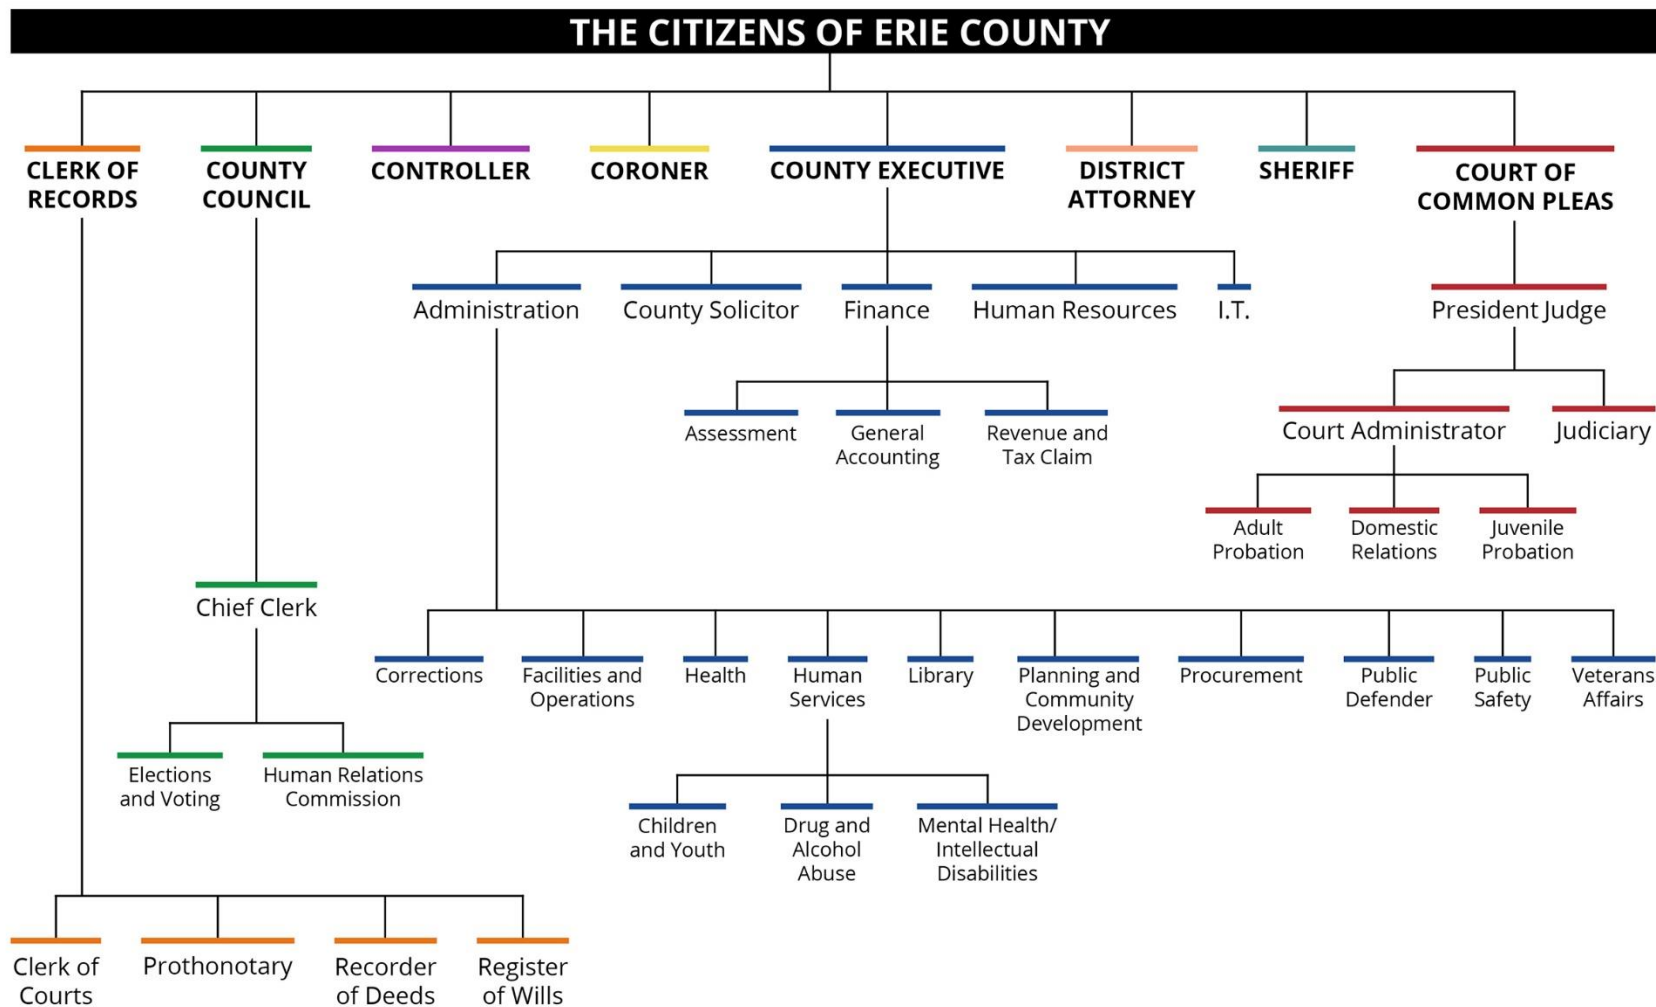 THE CITIZENS OF ERIE COUNTY
CLERK OF
RECORDS
COUNTY
COUNCIL
CONTROLLER
CORONER
COUNTY EXECUTIVE
DISTRICT
ATTORNEY
SHERIFF
COURT OF
COMMON PLEAS
Administration
County Solicitor
Finance
Human Resources
I.T.
President Judge
Assessment
General
Accounting
Revenue and
Tax Claim
Court Administrator
Judiciary
Adult
Probation
Domestic
Relations
Juvenile
Probation
Chief Clerk
Corrections
Facilities and
Operations
Health
Human
Services
Library
Planning and
Community
Development
Procurement
Public
Defender
Public
Safety
Veterans
Affairs
Elections
and Voting
Human Relations
Commission
Children
and Youth
Drug and
Alcohol
Abuse
Mental Health/
Intellectual
Disabilities
Clerk of
Courts
Prothonotary
Recorder
of Deeds
Register
of Wills